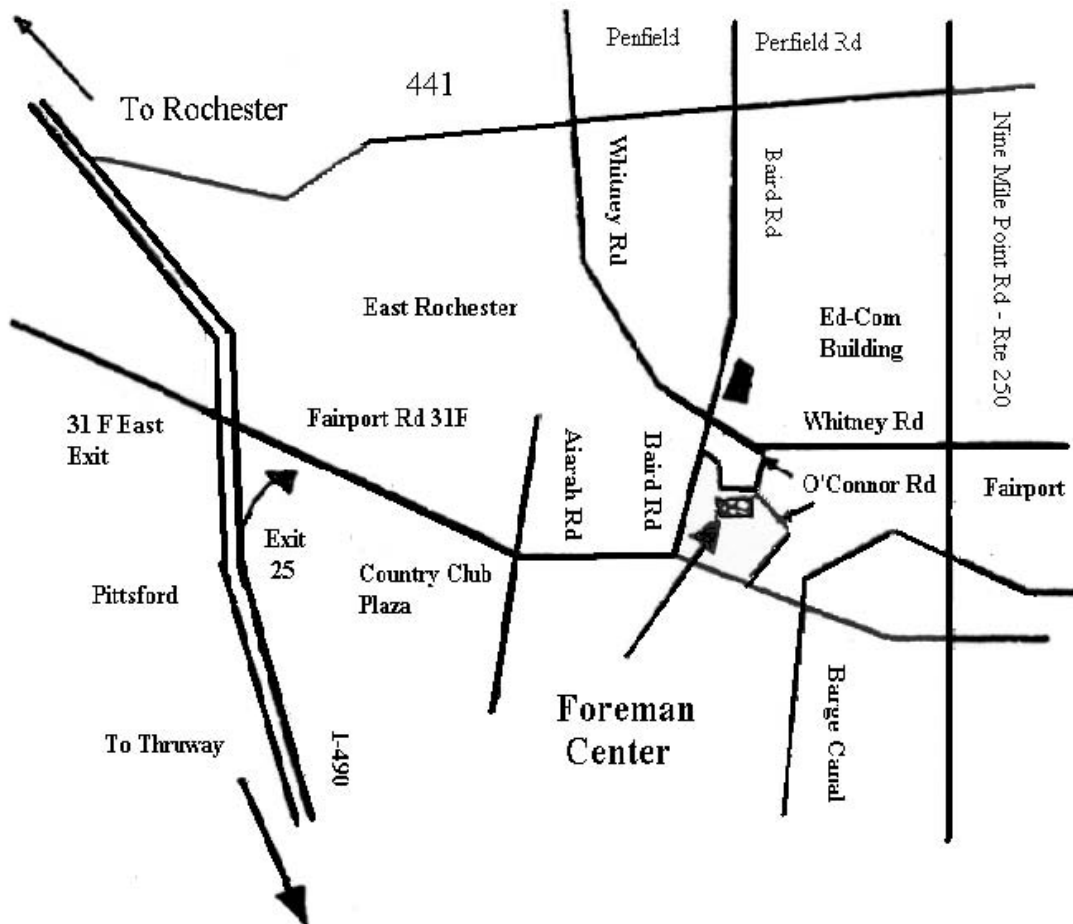 Penfield
Perfield Rd
441
To Rochester
Whitney Rd
Baird Rd
Nine Mile Point Rd - Rte 250
East Rochester
Ed-Com
Building
31 F East
Exit
Fairport Rd 31F
Aiarah Rd
Baird Rd
Whitney Rd
O'Connor Rd
Fairport
Exit
25
Pittsford
Country Club
Plaza
Foreman
Center
Barge Canal
To Thruway
I-490